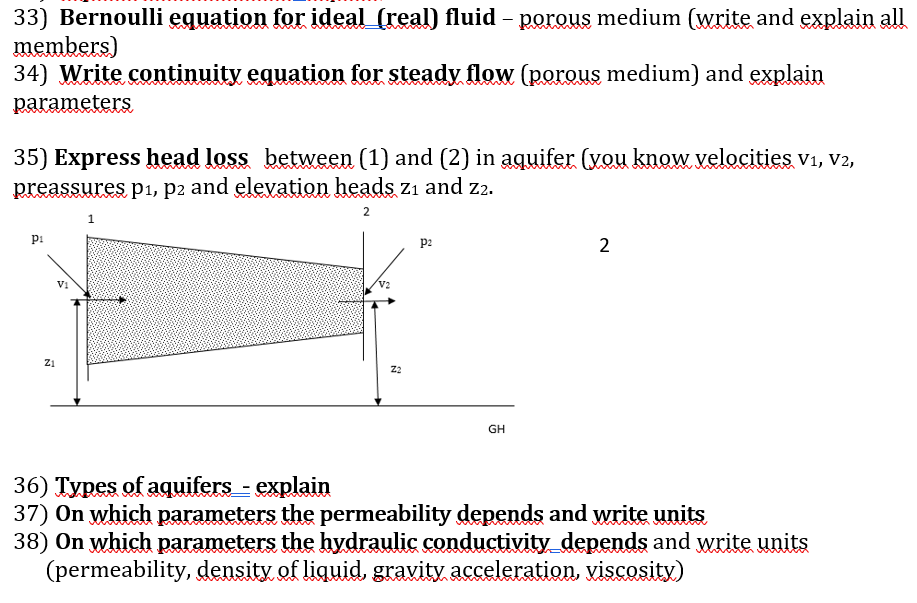 33) Bernoulli equation for ideal (real) fluid – porous medium (write and explain all
members)
34) Write continuity equation for steady flow (porous medium) and explain
parameters
35) Express head loss between (1) and (2) in aquifer (you know velocities v1, v2,
preassures p1, p2 and elevation heads z1 and z2.
1
2
p1
p2
2
v1
v2
z1
z2
GH
36) Types of aquifers - explain
37) On which parameters the permeability depends and write units
38) On which parameters the hydraulic conductivity depends and write units
(permeability, density of liquid, gravity acceleration, viscosity)